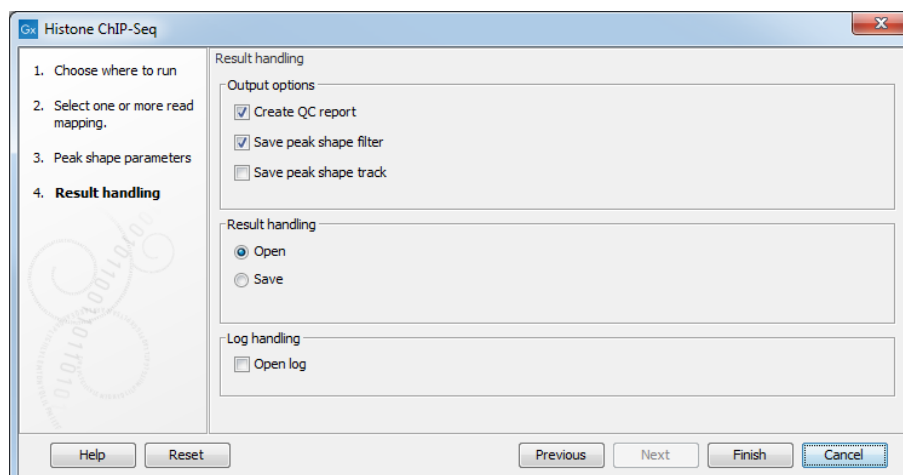 Gx Histone ChIP-Seq
1. Choose where to run
2. Select one or more read
mapping.
3. Peak shape parameters
4. Result handling
Result handling
Output options
Create QC report
Save peak shape filter
Save peak shape track
Result handling
Open
Save
Log handling
Open log
Help Reset Previous Next Finish Cancel